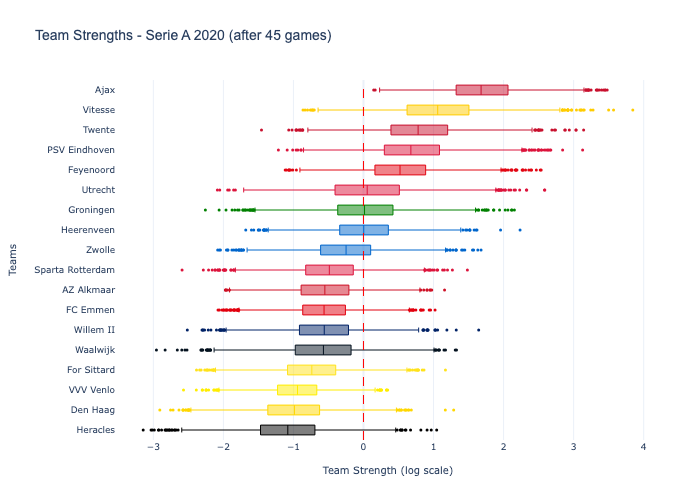 Team Strengths - Serie A 2020 (after 45 games)
Ajax
Vitesse
Twente
PSV Eindhoven
Feyenoord
Utrecht
Groningen
Heerenveen
Zwolle
Sparta Rotterdam
AZ Alkmaar
FC Emmen
Willem II
Waalwijk
For Sittard
VVV Venlo
Den Haag
Heracles
Teams
−3 −2 −1 0 1 2 3 4
Team Strength (log scale)